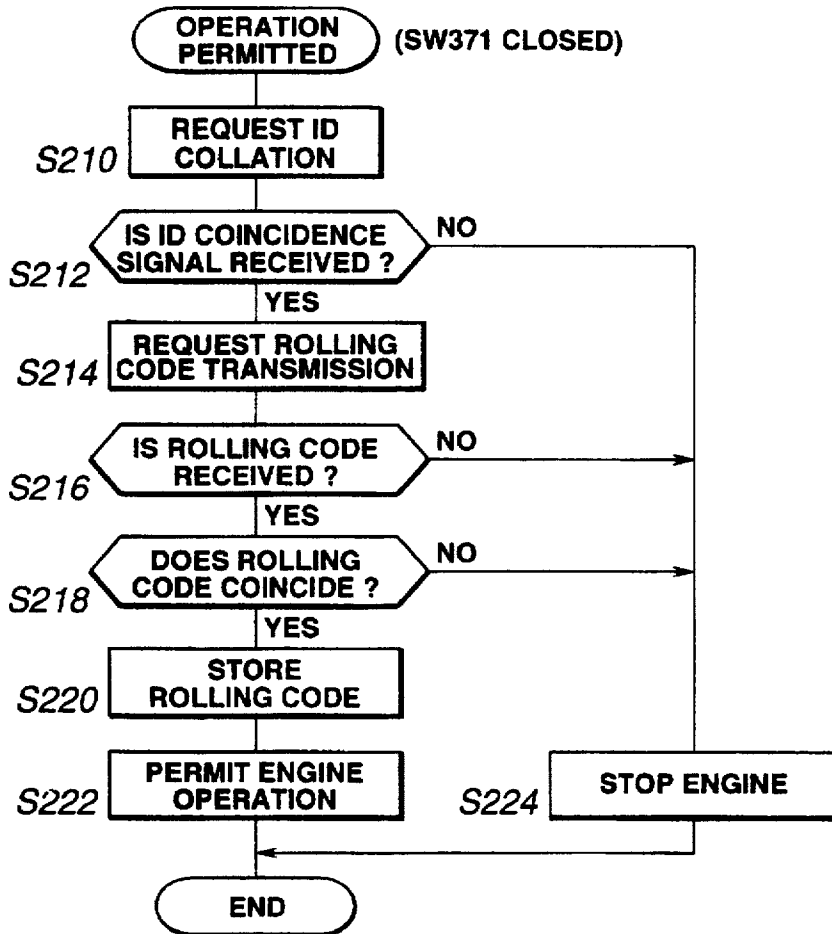 OPERATION
PERMITTED
(SW371 CLOSED)
REQUEST ID
COLLATION
S210
IS ID COINCIDENCE
SIGNAL RECEIVED ?
NO
S212
YES
REQUEST ROLLING
CODE TRANSMISSION
S214
IS ROLLING CODE
RECEIVED ?
NO
S216
YES
DOES ROLLING
CODE COINCIDE ?
NO
S218
YES
STORE
ROLLING CODE
S220
PERMIT ENGINE
OPERATION
S222
STOP ENGINE
S224
END